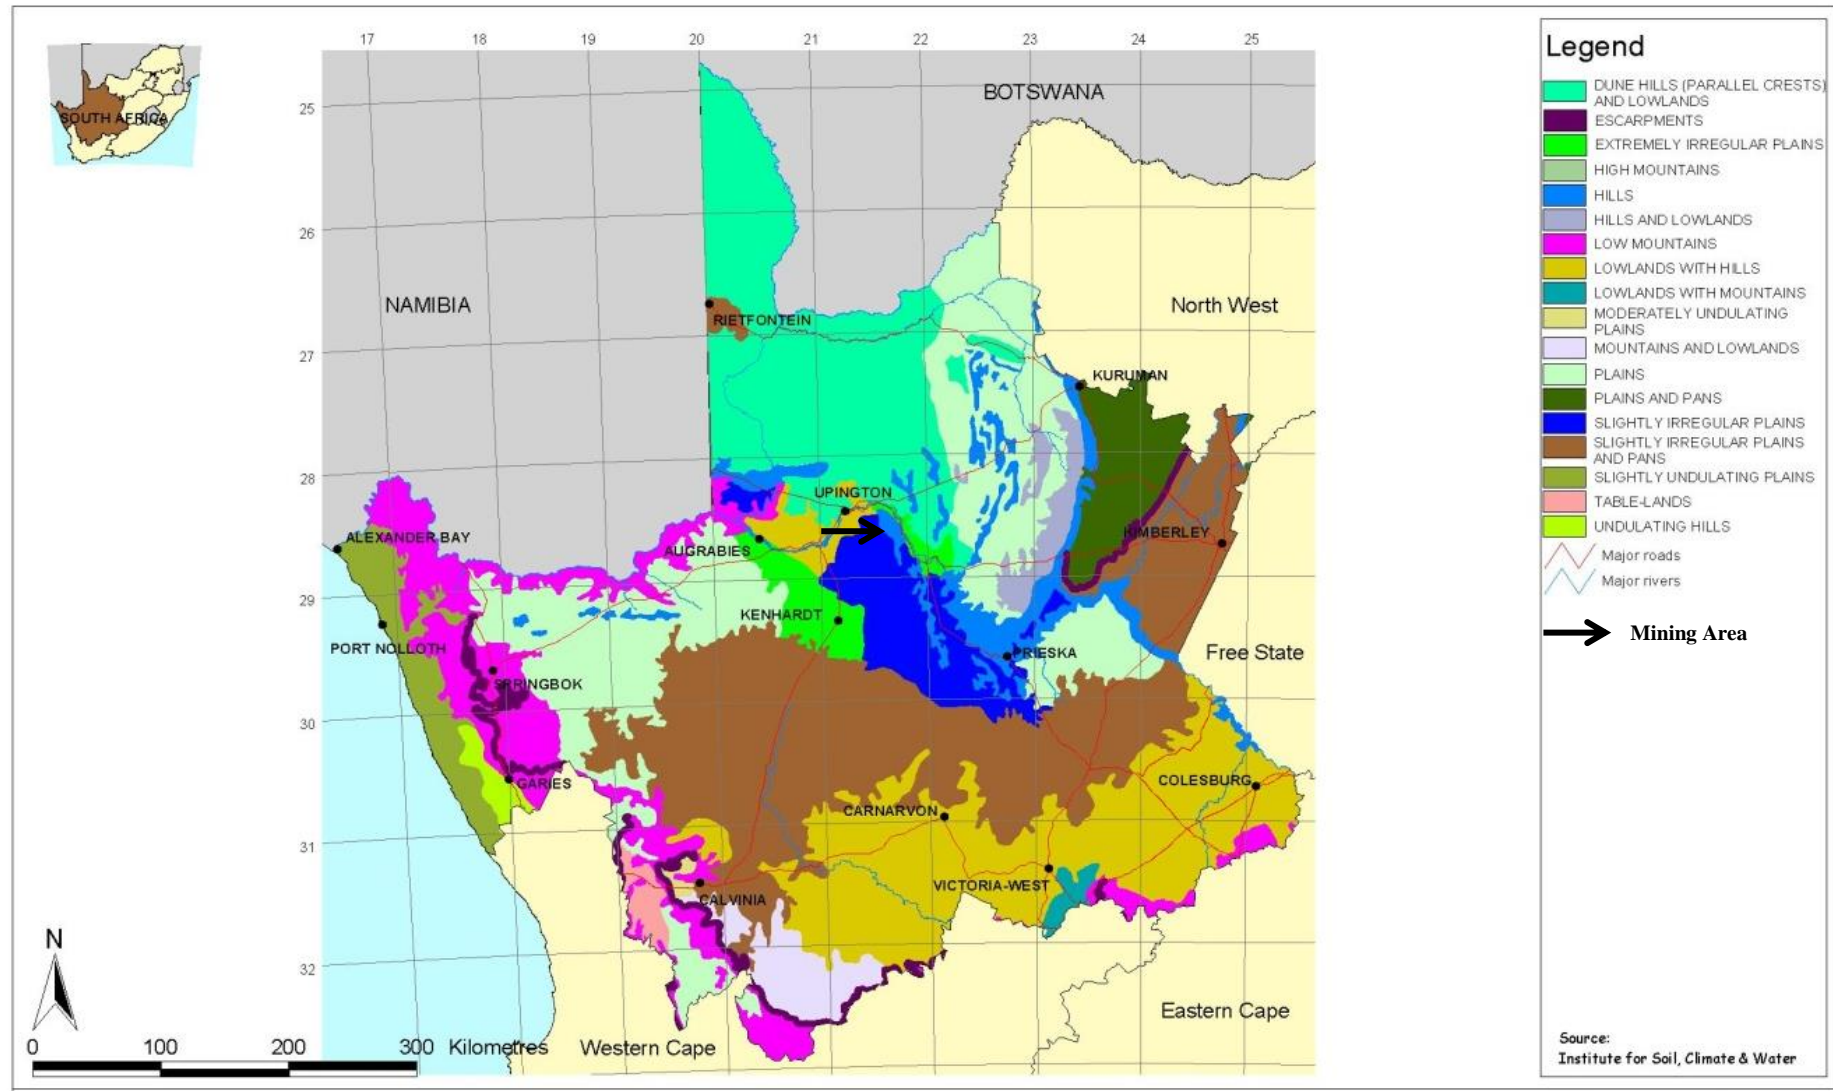 17 18 19 20 21 22 23 24 25
25
26
27
28
29
30
31
32
SOUTH AFRICA
BOTSWANA
NAMIBIA
North West
RIETFONTEIN
KURUMAN
UPINGTON
KIMBERLEY
ALEXANDER BAY
AUGRABIES
KENHARDT
PORT NOLLOTH
PRIESKA
Free State
SPRINGBOK
GARIES
COLESBURG
CARNARVON
VICTORIA-WEST
CALVINIA
Eastern Cape
Western Cape
N
0 100 200 300 Kilometres
Legend
DUNE HILLS (PARALLEL CRESTS)
AND LOWLANDS
ESCARPMENTS
EXTREMELY IRREGULAR PLAINS
HIGH MOUNTAINS
HILLS
HILLS AND LOWLANDS
LOW MOUNTAINS
LOWLANDS WITH HILLS
LOWLANDS WITH MOUNTAINS
MODERATELY UNDULATING
PLAINS
MOUNTAINS AND LOWLANDS
PLAINS
PLAINS AND PANS
SLIGHTLY IRREGULAR PLAINS
SLIGHTLY IRREGULAR PLAINS
AND PANS
SLIGHTLY UNDULATING PLAINS
TABLE-LANDS
UNDULATING HILLS
Major roads
Major rivers
Mining Area
Source:
Institute for Soil, Climate & Water